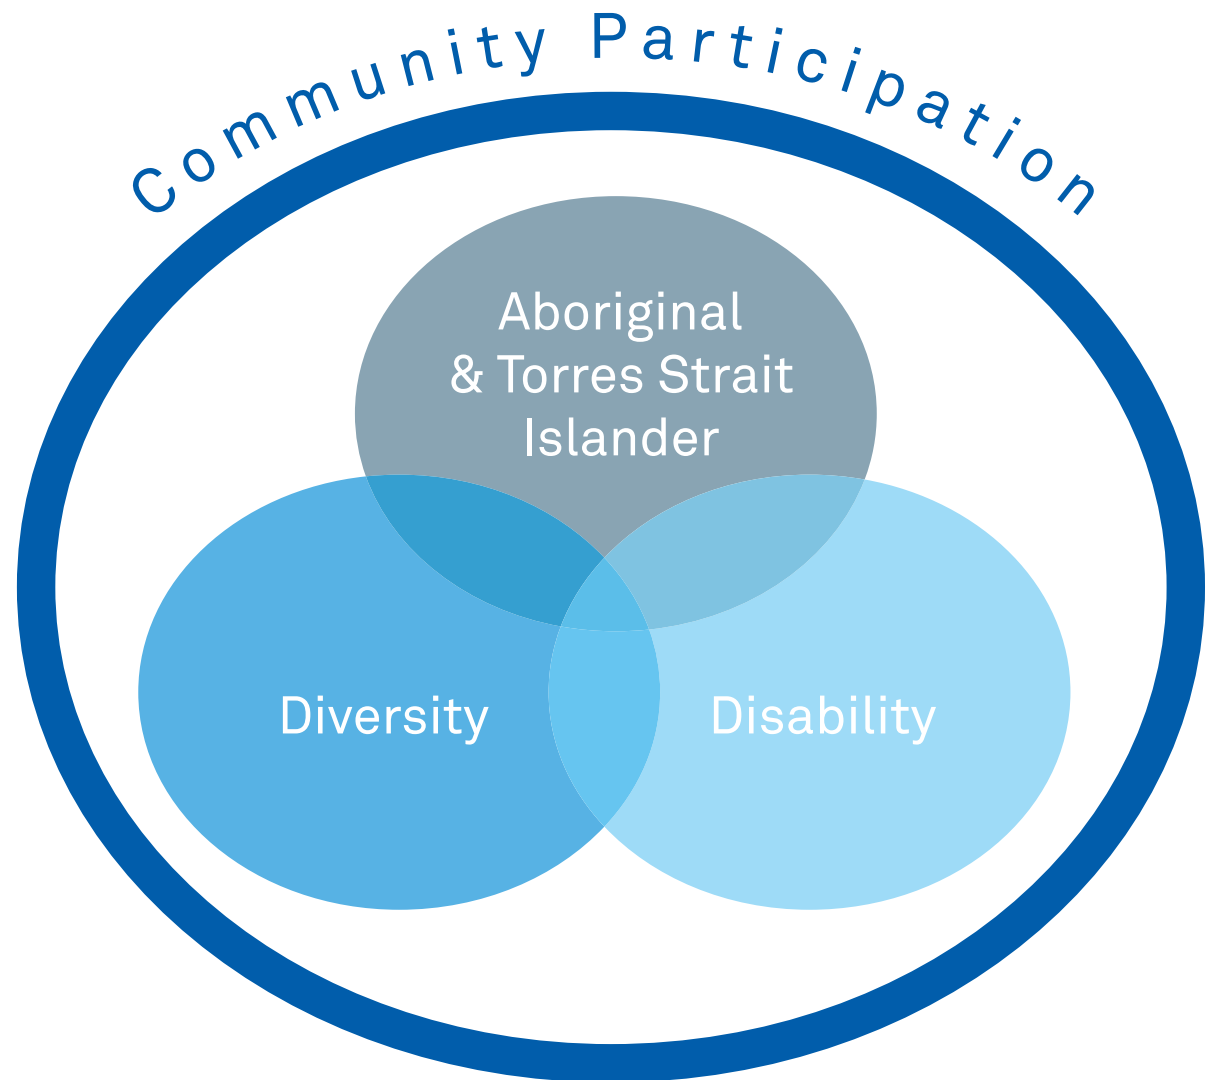 Community Participation
Aboriginal
& Torres Strait
Islander
Diversity
Disability